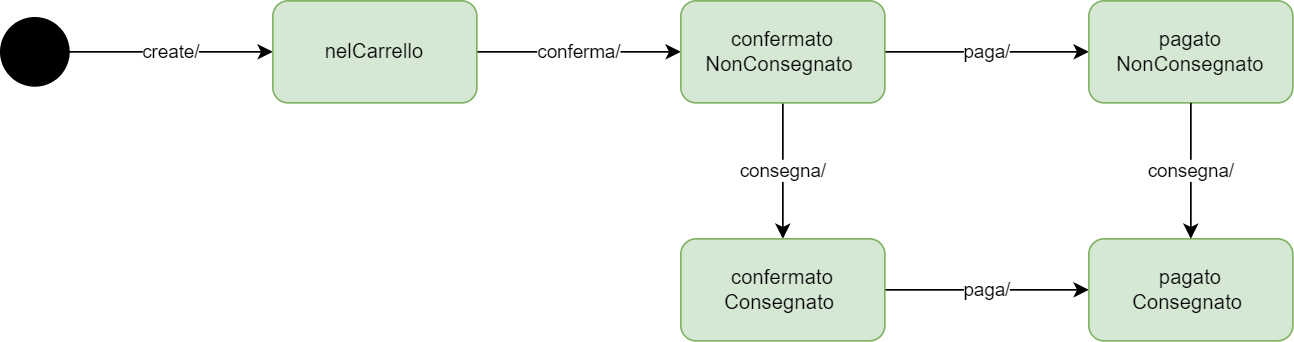 create/
nelCarrello
conferma/
confermato
NonConsegnato
paga/
pagato
NonConsegnato
consegna/
consegna/
confermato
Consegnato
paga/
pagato
Consegnato